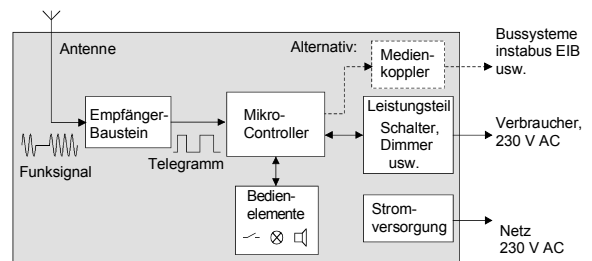 Antenne
Alternativ:
Medien-
koppler
Bussysteme
instabus EIB
usw.
Empfänger-
Baustein
Mikro-
Controller
Leistungsteil
Schalter,
Dimmer
usw.
Verbraucher,
230 V AC
Funksignal
Telegramm
Bedien-
elemente
Strom-
versorgung
Netz
230 V AC